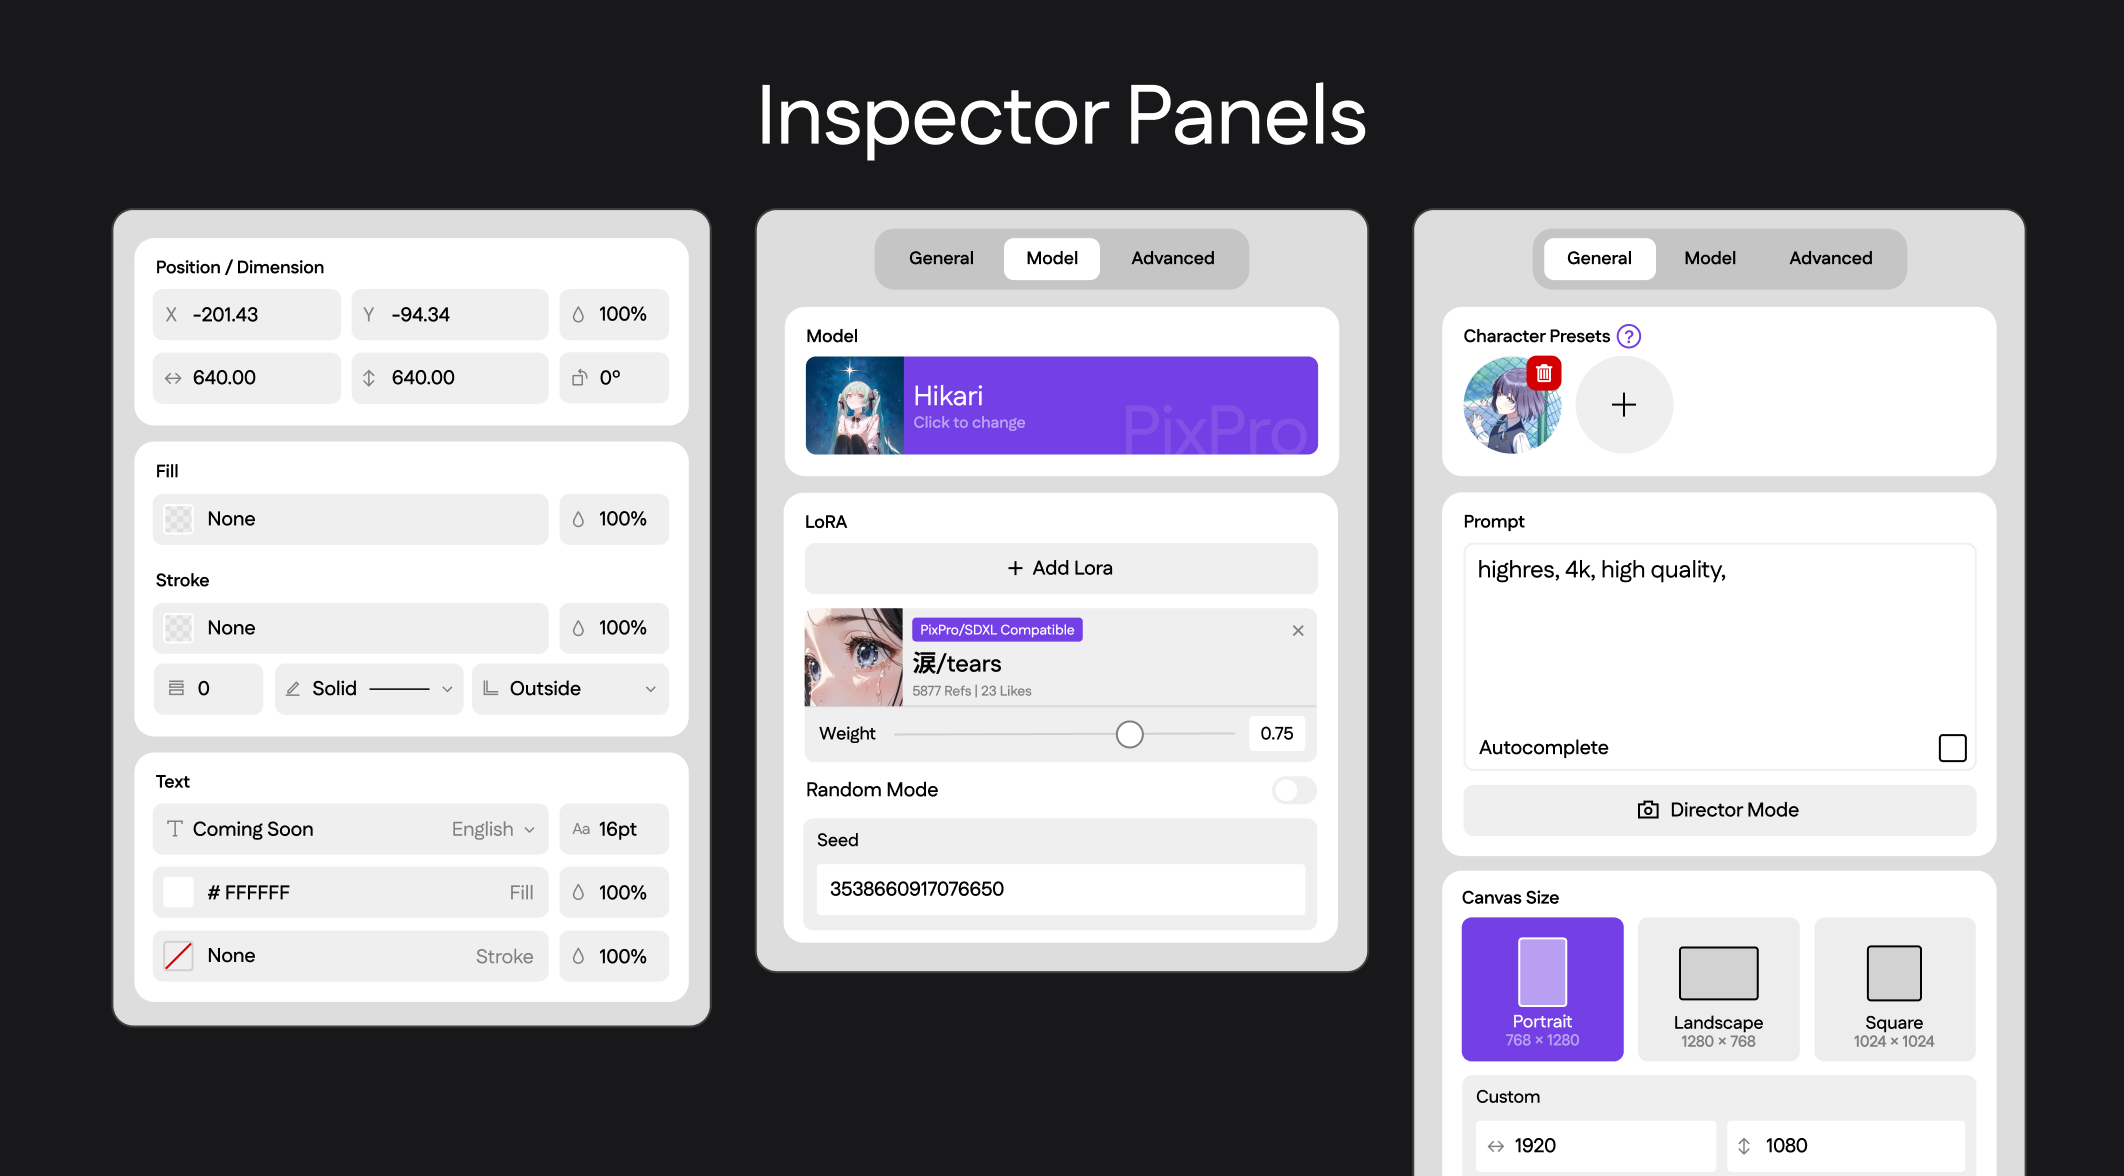 Inspector Panels
Position / Dimension
X -201.43
Y -94.34
100%
640.00
640.00
0°
Fill
None
100%
Stroke
None
100%
0
Solid
Outside
Text
Coming Soon
English
Aa 16pt
# FFFFFF
Fill
100%
None
Stroke
100%
General
Model
Advanced
Model
Hikari
Click to change
PixPro
LoRA
+ Add Lora
PixPro/SDXL Compatible
涙/tears
5877 Refs | 23 Likes
Weight
0.75
Random Mode
Seed
3538660917076650
General
Model
Advanced
Character Presets ?
Prompt
highres, 4k, high quality,
Autocomplete
Director Mode
Canvas Size
Portrait
768 × 1280
Landscape
1280 × 768
Square
1024 × 1024
Custom
1920
1080